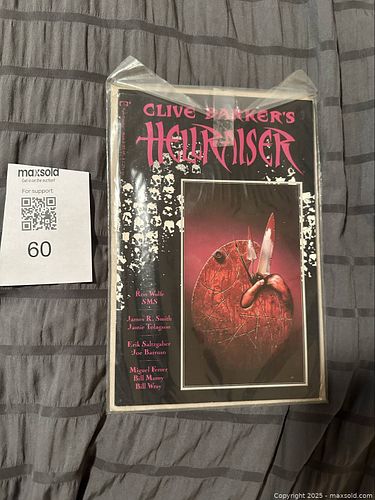 CLIVE BARKER'S
HELLRAISER
Ron Wolfe
SMS
James R. Smith
Jamie Tolagson
Erik Saltzgaber
Joe Barruso
Miguel Ferrer
Bill Mumy
Bill Wray
maxsold
For support
60
Copyright 2025 - maxsold.com